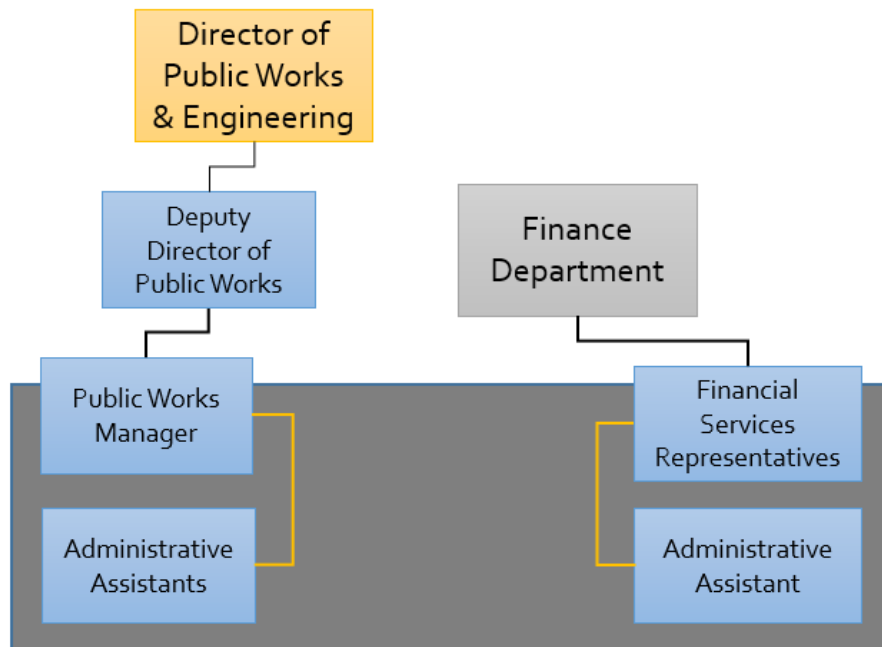 Director of
Public Works
& Engineering
Deputy
Director of
Public Works
Finance
Department
Public Works
Manager
Financial
Services
Representatives
Administrative
Assistants
Administrative
Assistant